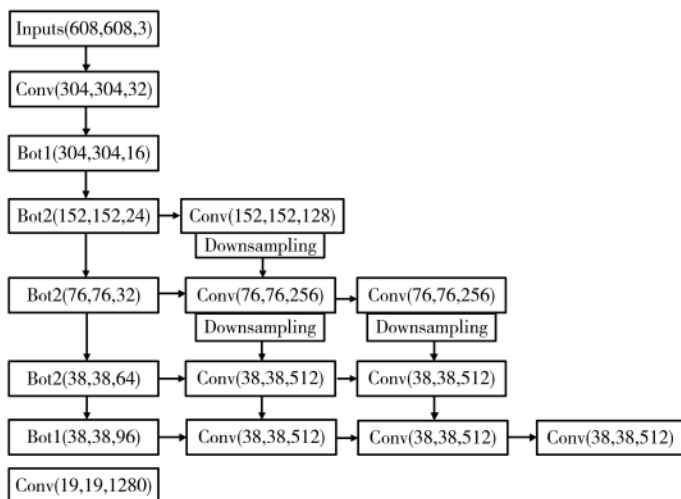 Inputs(608,608,3)
Conv(304,304,32)
Bot1(304,304,16)
Bot2(152,152,24) Conv(152,152,128)
Downsampling
Bot2(76,76,32) Conv(76,76,256) Conv(76,76,256)
Downsampling Downsampling
Bot2(38,38,64) Conv(38,38,512) Conv(38,38,512)
Bot1(38,38,96) Conv(38,38,512) Conv(38,38,512) Conv(38,38,512)
Conv(19,19,1280)